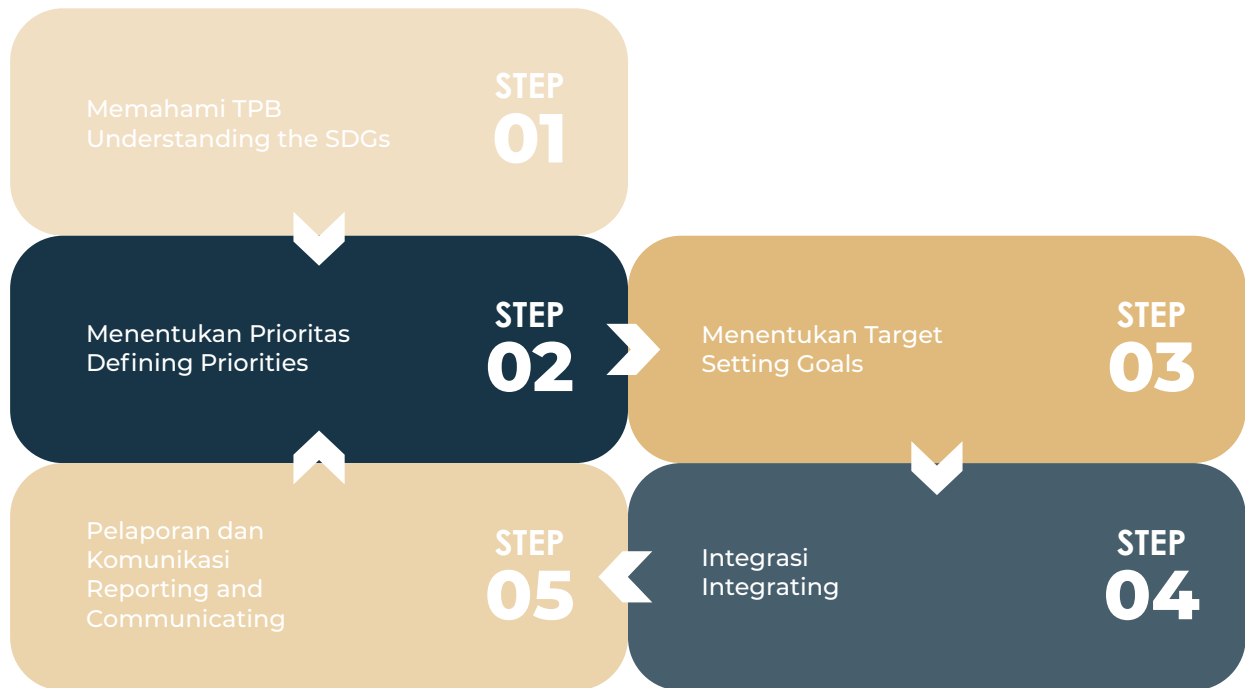 Memahami TPB
Understanding the SDGs
STEP
01
Menentukan Prioritas
Defining Priorities
STEP
02
Menentukan Target
Setting Goals
STEP
03
Integrasi
Integrating
STEP
04
Pelaporan dan
Komunikasi
Reporting and
Communicating
STEP
05